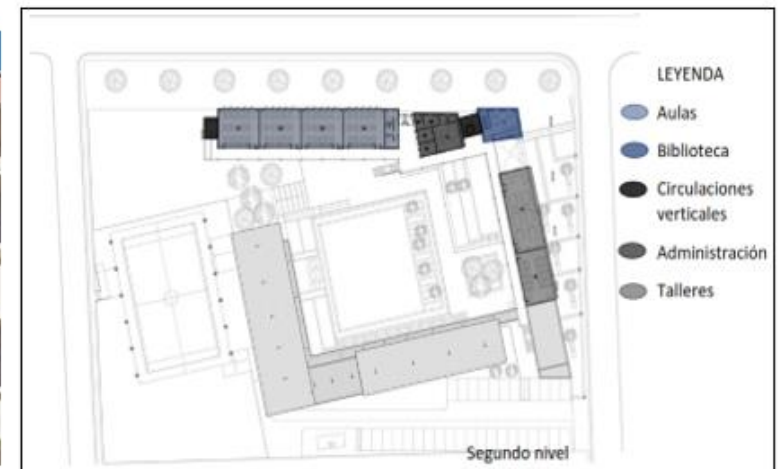 LEYENDA
Aulas
Biblioteca
Circulaciones
verticales
Administración
Talleres
Segundo nivel